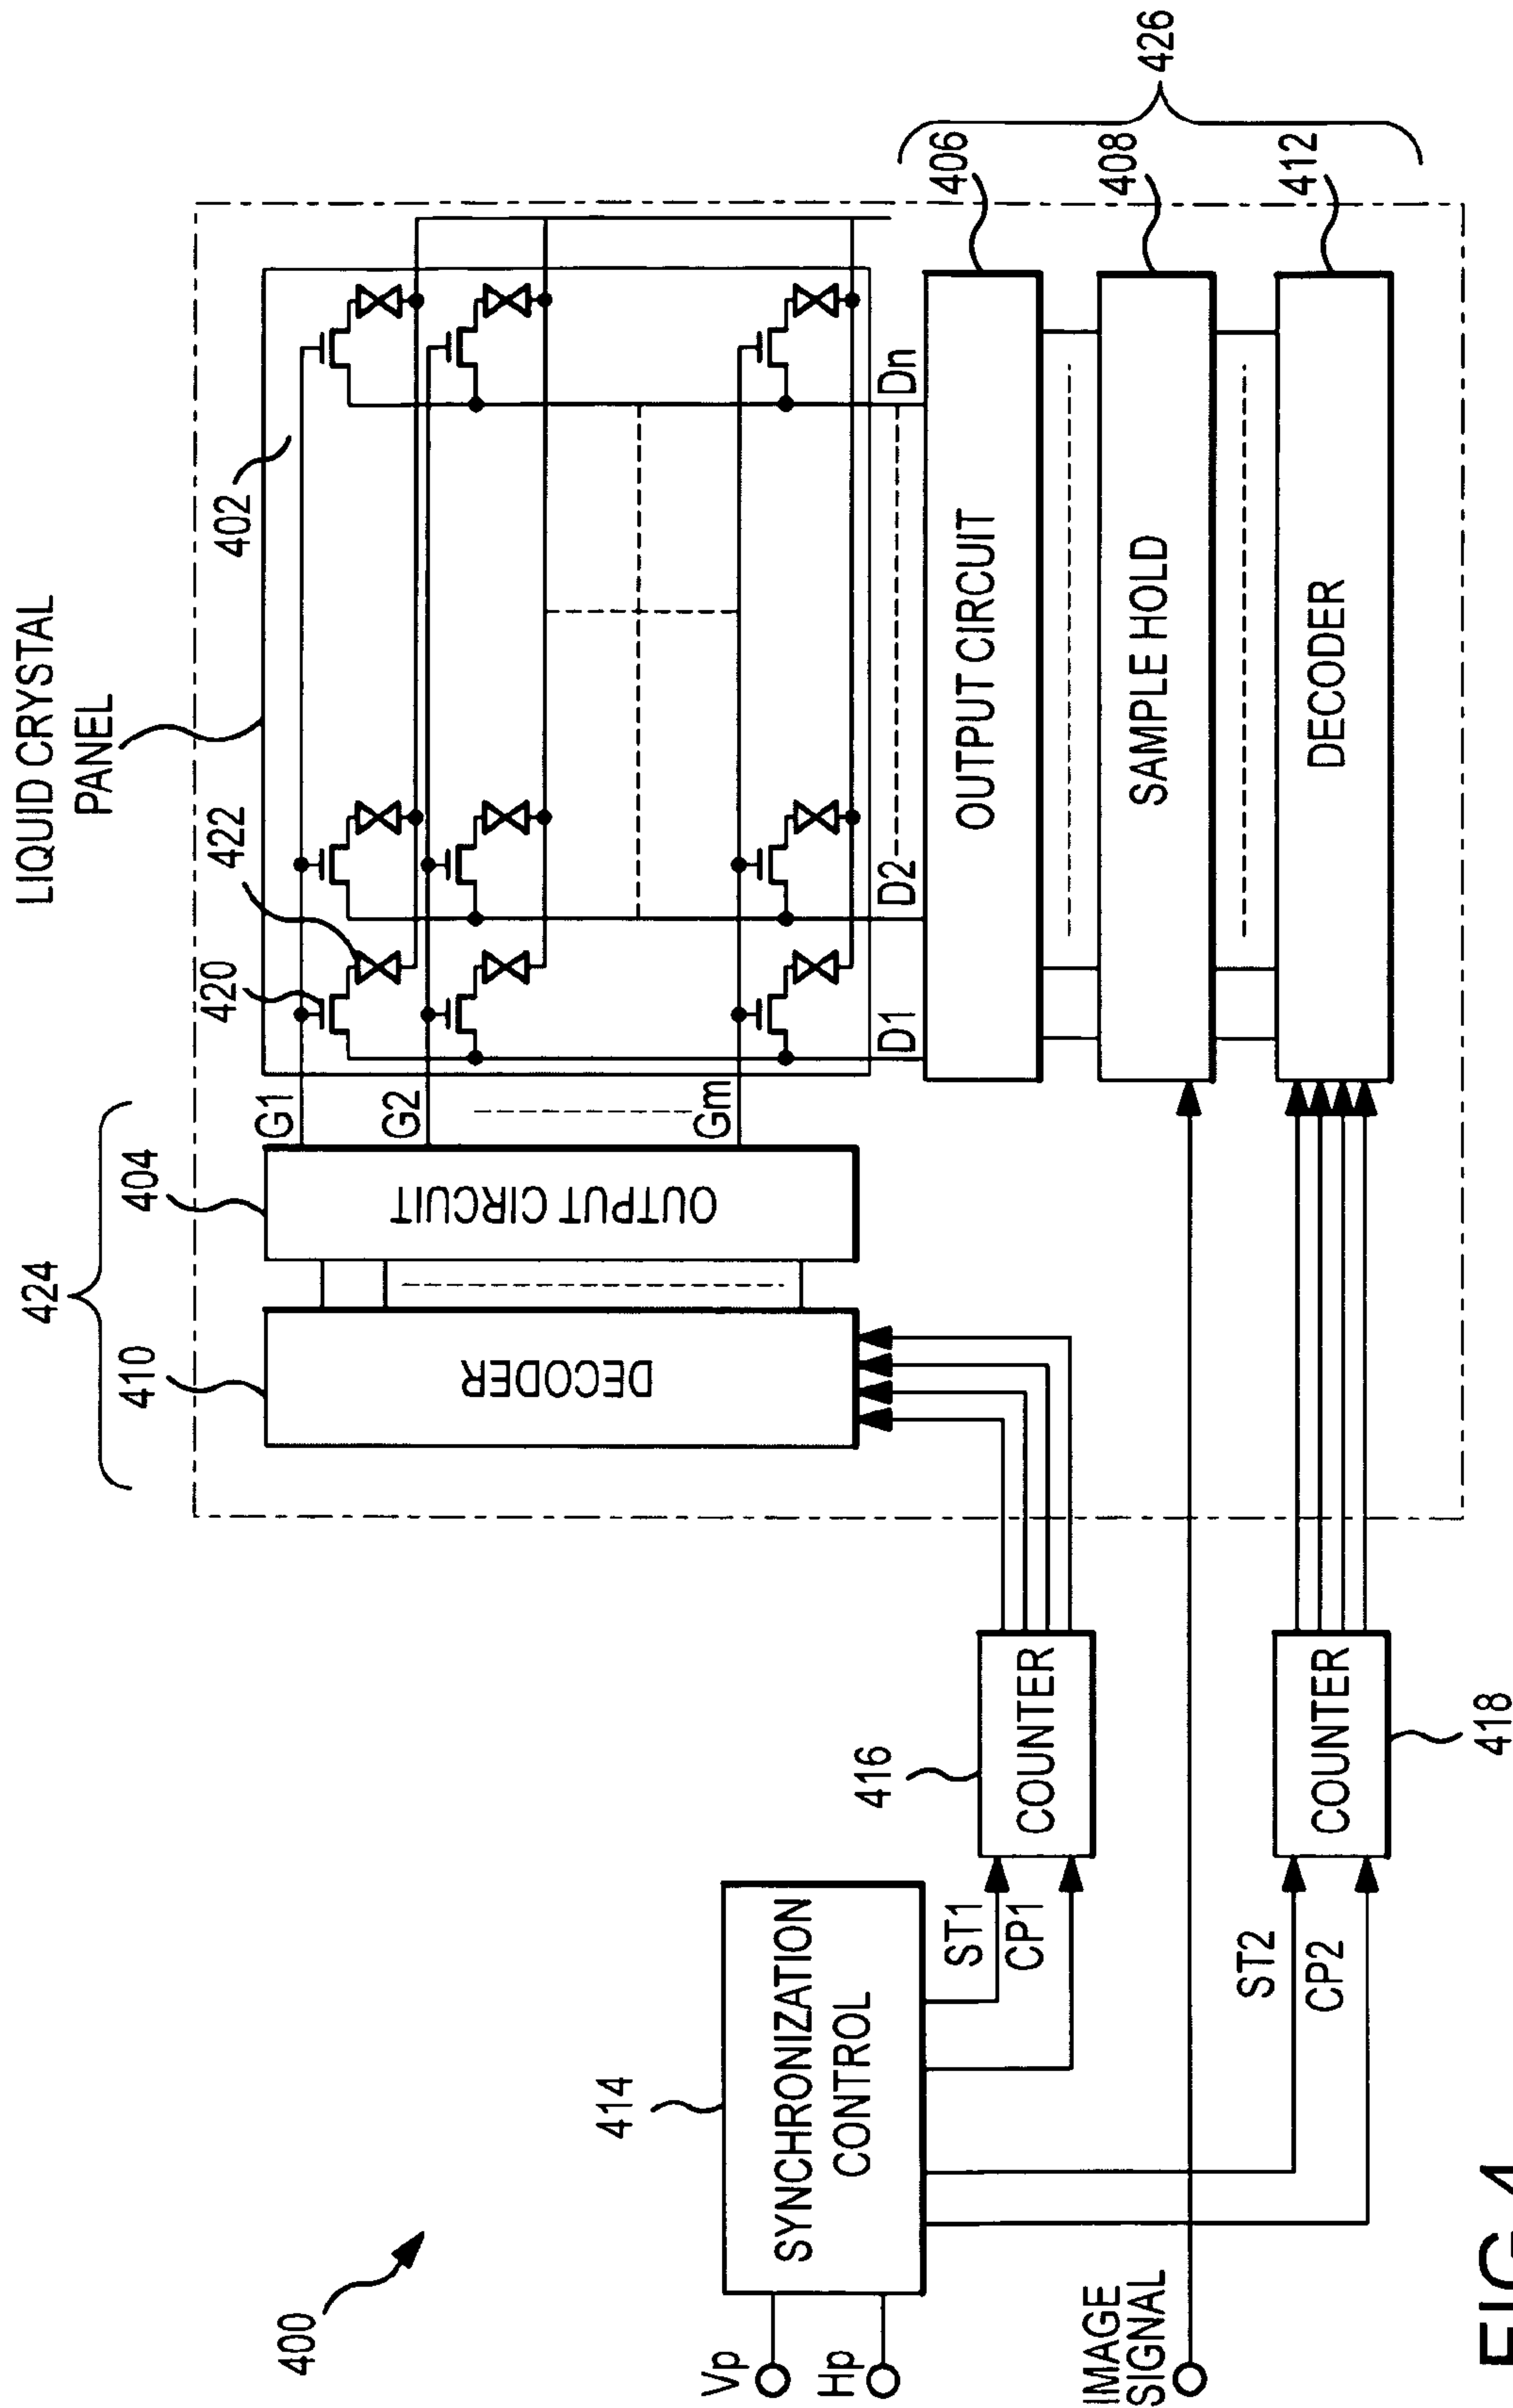 LIQUID CRYSTAL
PANEL
424
410
404
420
422
402
DECODER
OUTPUT CIRCUIT
G1
G2
Gm
D1
D2
Dn
426
406
408
412
OUTPUT CIRCUIT
SAMPLE HOLD
DECODER
400
414
SYNCHRONIZATION
CONTROL
Vp
Hp
ST1
CP1
416
COUNTER
IMAGE
SIGNAL
ST2
CP2
COUNTER
418
FIG.4